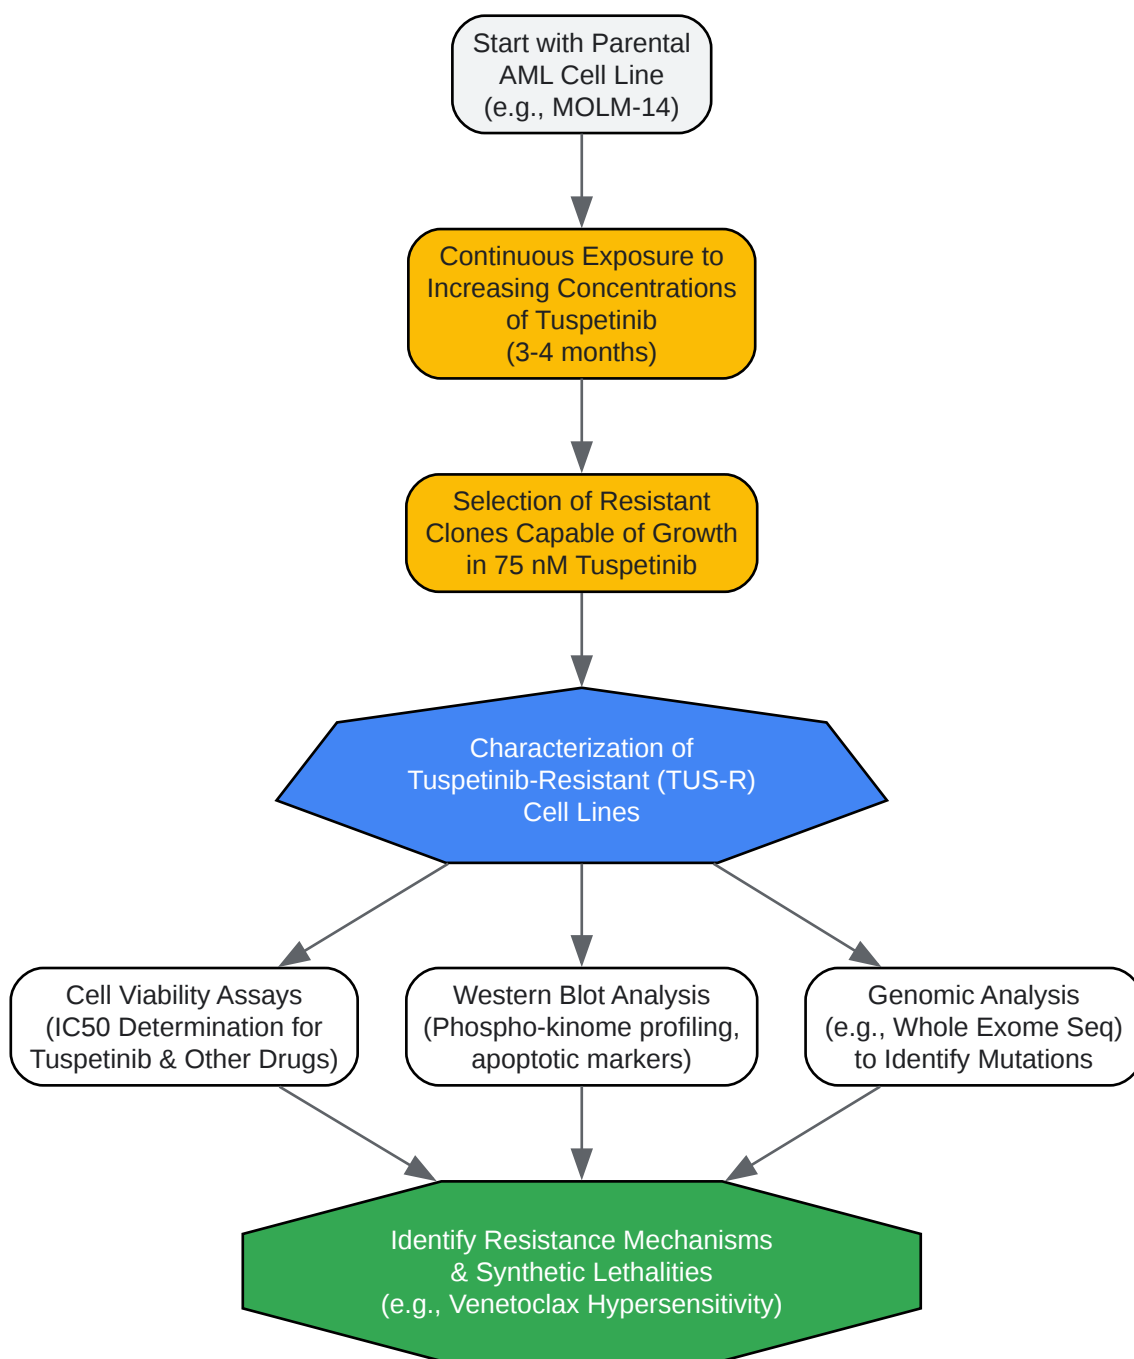 Start with Parental
AML Cell Line
(e.g., MOLM-14)
Continuous Exposure to
Increasing Concentrations
of Tuspetinib
(3-4 months)
Selection of Resistant
Clones Capable of Growth
in 75 nM Tuspetinib
Characterization of
Tuspetinib-Resistant (TUS-R)
Cell Lines
Cell Viability Assays
(IC50 Determination for
Tuspetinib & Other Drugs)
Western Blot Analysis
(Phospho-kinome profiling,
apoptotic markers)
Genomic Analysis
(e.g., Whole Exome Seq)
to Identify Mutations
Identify Resistance Mechanisms
& Synthetic Lethalities
(e.g., Venetoclax Hypersensitivity)